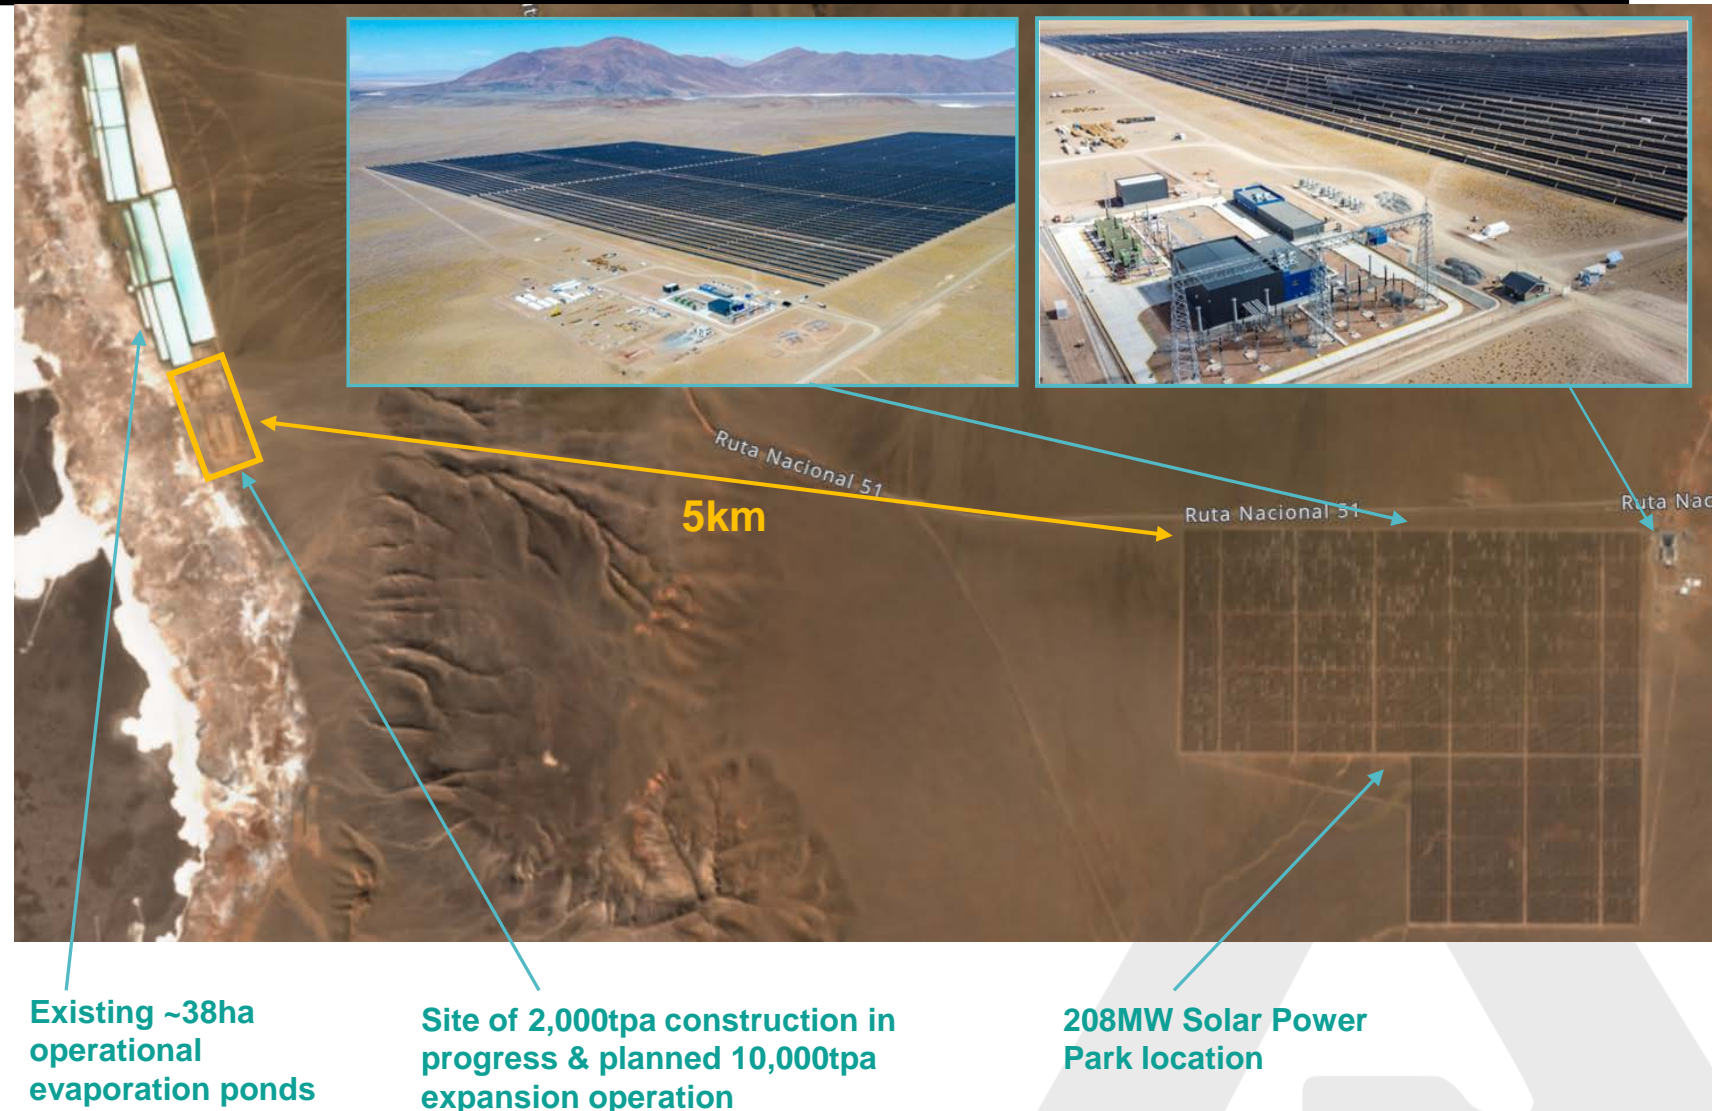 Ruta Nacional 51
5km
Ruta Nacional 51
Ruta Nac
Existing ~38ha
operational
evaporation ponds
Site of 2,000tpa construction in
progress & planned 10,000tpa
expansion operation
208MW Solar Power
Park location